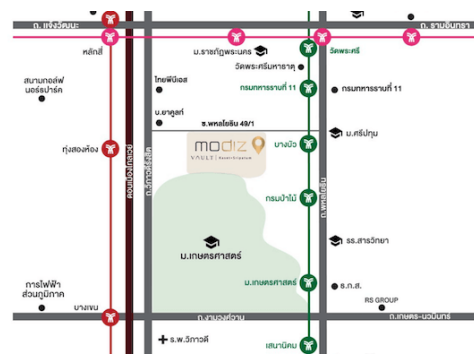 ถ. แจ้งวัฒนะ
ถ. รามอินทรา
หลักสี่
ม.ราชภัฏพระนคร
วัดพระศรีมหาธาตุ
วัดพระศรี
สนามกอล์ฟ
นอร์ธปาร์ค
ไทยพีบีเอส
กรมทหารราบที่ 11
กรมทหารราบที่ 11
บ.ยาคูลท์
ซ.พหลโยธิน 49/1
ม.ศรีปทุม
ทุ่งสองห้อง
บางบัว
modiz
VAULT
ดอนเมืองโทลเวย์
ถ.วิภาวดีรังสิต
ถ.พหลโยธิน
กรมป่าไม้
ม.เกษตรศาสตร์
รร.สารวิทยา
การไฟฟ้า
ส่วนภูมิภาค
ม.เกษตรศาสตร์
ธ.ก.ส.
RS GROUP
บางเขน
ถ.งามวงศ์วาน
ถ.เกษตร-นวมินทร์
ร.พ.วิภาวดี
เสนานิคม